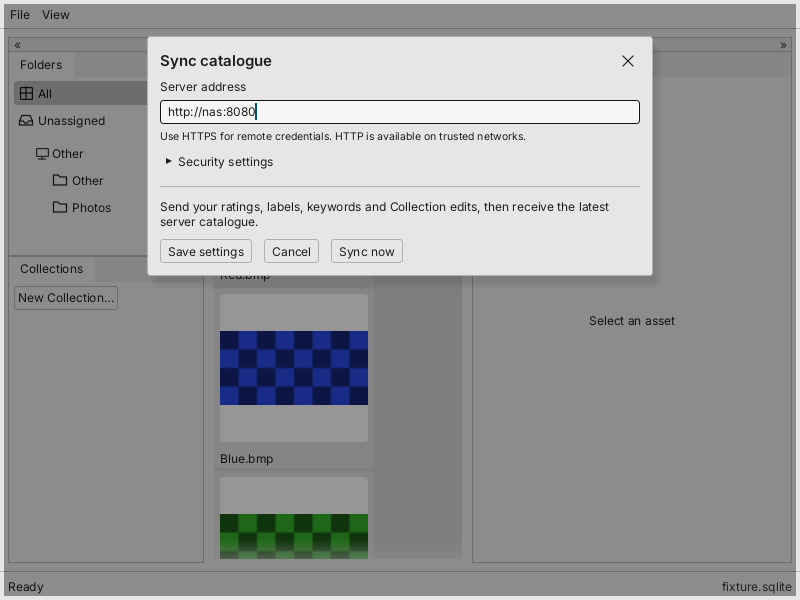 File View
« »
Folders
All
Unassigned
Other
Other
Photos
Collections
New Collection...
Sync catalogue
Server address
http://nas:8080
Use HTTPS for remote credentials. HTTP is available on trusted networks.
Security settings
Send your ratings, labels, keywords and Collection edits, then receive the latest
server catalogue.
Save settings Cancel Sync now
Red.bmp
Blue.bmp
Select an asset
Ready fixture.sqlite